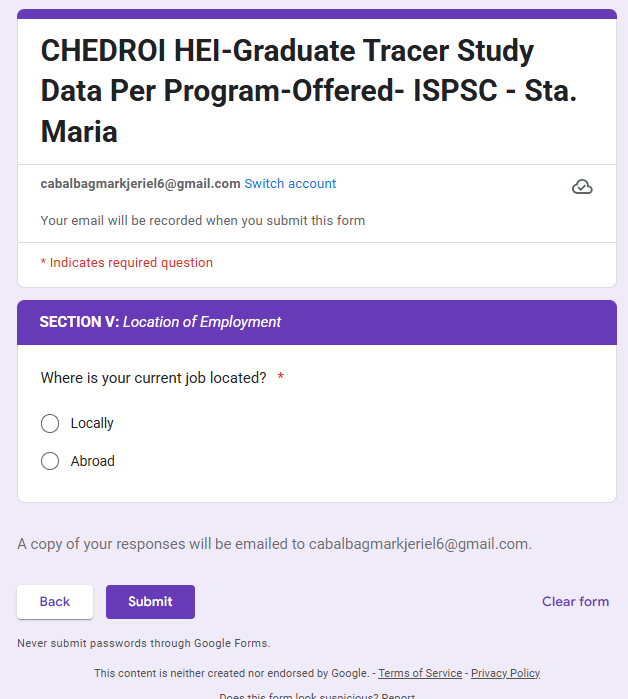 CHEDROI HEI-Graduate Tracer Study
Data Per Program-Offered- ISPSC - Sta.
Maria
cabalbagmarkjeriel6@gmail.com Switch account
Your email will be recorded when you submit this form
* Indicates required question
SECTION V: Location of Employment
Where is your current job located? *
Locally
Abroad
A copy of your responses will be emailed to cabalbagmarkjeriel6@gmail.com.
Back Submit Clear form
Never submit passwords through Google Forms.
This content is neither created nor endorsed by Google. - Terms of Service - Privacy Policy
Does this form look suspicious? Report